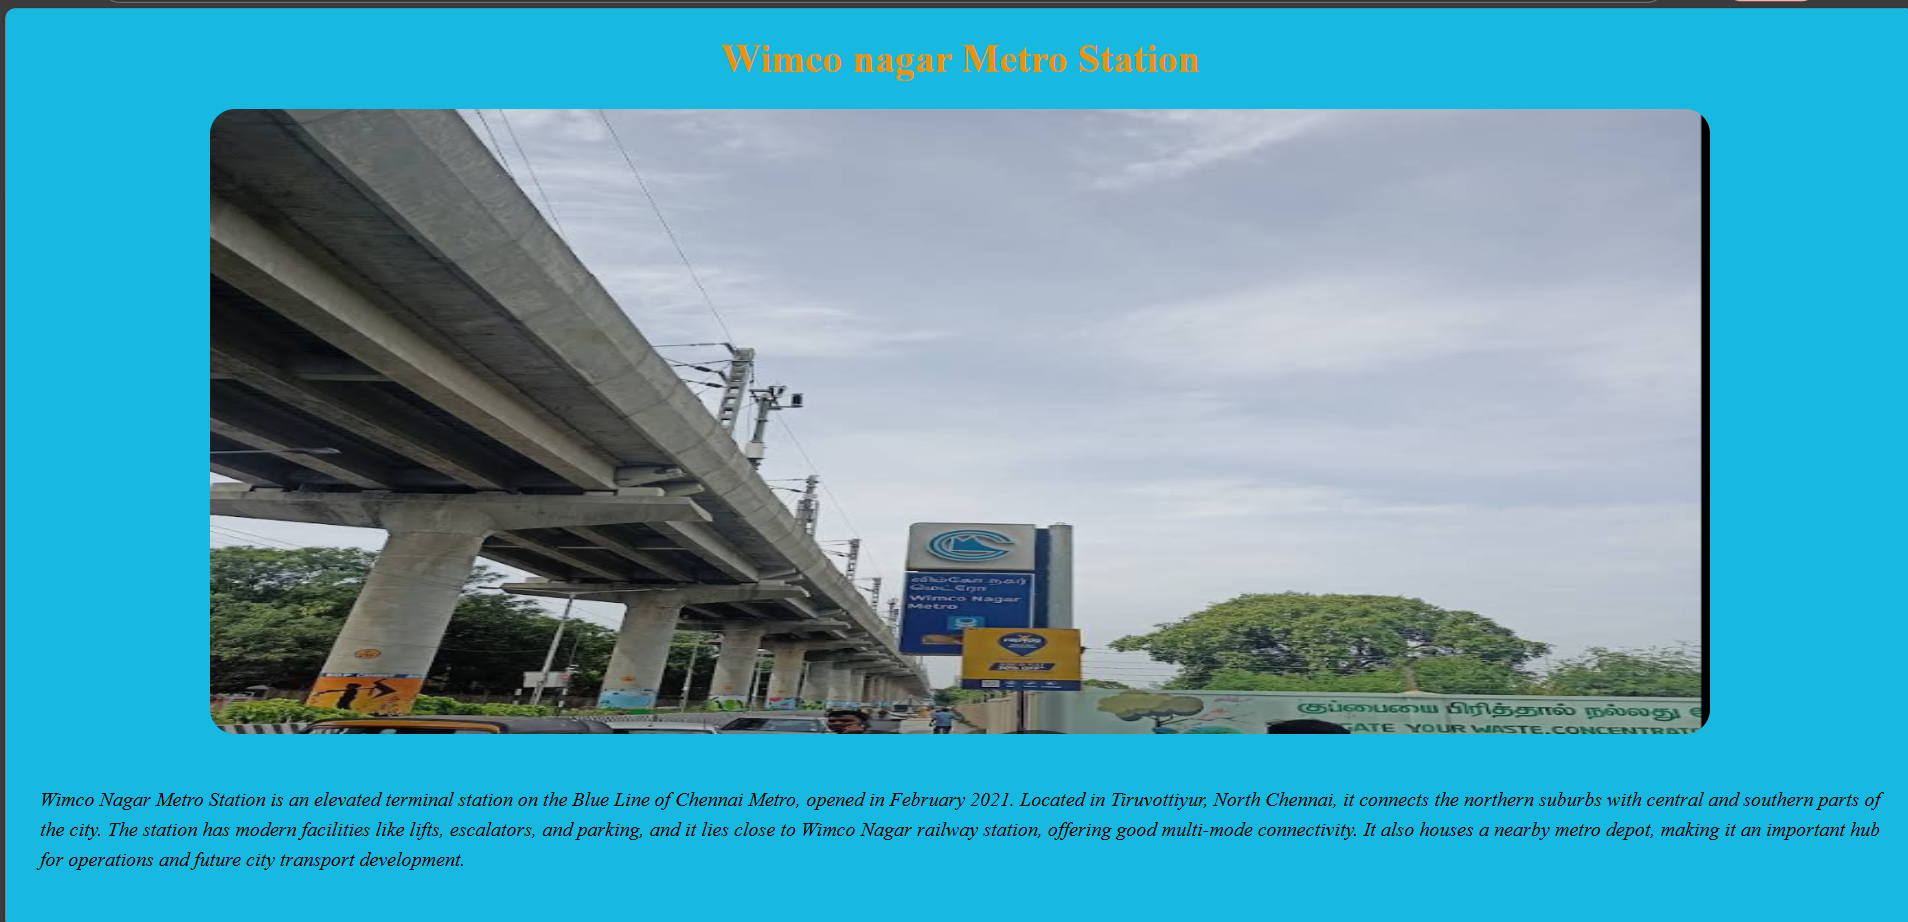 Wimco nagar Metro Station
விம்கோ நகர்
மெட்ரோ
Wimco Nagar
Metro
குப்பையை பிரித்தால் நல்லது
GATE YOUR WASTE, CONCENTRAT
Wimco Nagar Metro Station is an elevated terminal station on the Blue Line of Chennai Metro, opened in February 2021. Located in Tiruvottiyur, North Chennai, it connects the northern suburbs with central and southern parts of
the city. The station has modern facilities like lifts, escalators, and parking, and it lies close to Wimco Nagar railway station, offering good multi-mode connectivity. It also houses a nearby metro depot, making it an important hub
for operations and future city transport development.